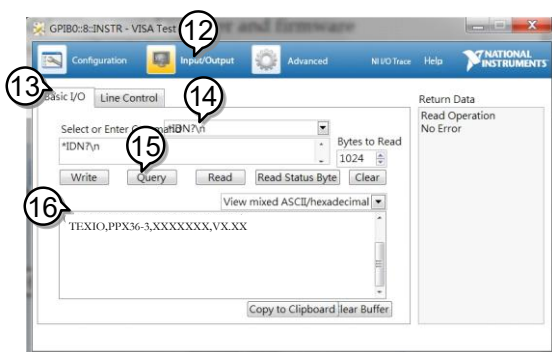 GPIB0::8::INSTR - VISA Test
12
Configuration
Input/Output
Advanced
NI I/O Trace
Help
NATIONAL
INSTRUMENTS
13
Basic I/O
Line Control
14
Return Data
Read Operation
No Error
Select or Enter Command
*IDN?\n
*IDN?\n
15
Bytes to Read
1024
Write
Query
Read
Read Status Byte
Clear
16
View mixed ASCII/hexadecimal
TEXIO,PPX36-3,XXXXXXX,VX.XX
Copy to Clipboard
lear Buffer